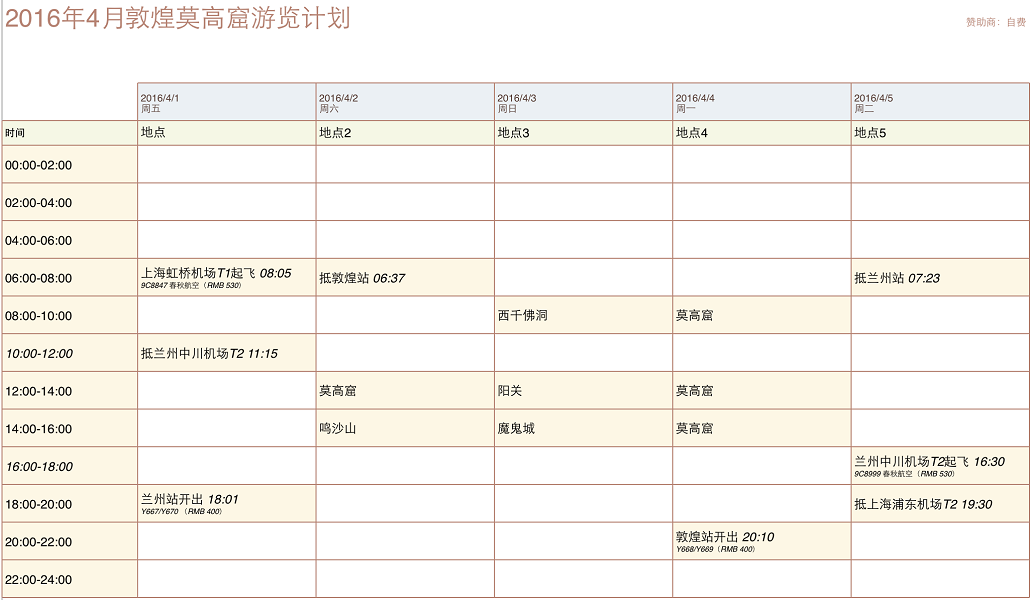 2016年4月敦煌莫高窟游览计划
赞助商：自费
2016/4/1
周五
2016/4/2
周六
2016/4/3
周日
2016/4/4
周一
2016/4/5
周二
时间
地点
地点2
地点3
地点4
地点5
00:00-02:00
02:00-04:00
04:00-06:00
06:00-08:00
上海虹桥机场T1起飞 08:05
9C8847 春秋航空（RMB 530）
抵敦煌站 06:37
抵兰州站 07:23
08:00-10:00
西千佛洞
莫高窟
10:00-12:00
抵兰州中川机场T2 11:15
12:00-14:00
莫高窟
阳关
莫高窟
14:00-16:00
鸣沙山
魔鬼城
莫高窟
16:00-18:00
兰州中川机场T2起飞 16:30
9C8999 春秋航空（RMB 530）
18:00-20:00
兰州站开出 18:01
Y667/Y670 （RMB 400）
抵上海浦东机场T2 19:30
20:00-22:00
敦煌站开出 20:10
Y668/Y669（RMB 400）
22:00-24:00